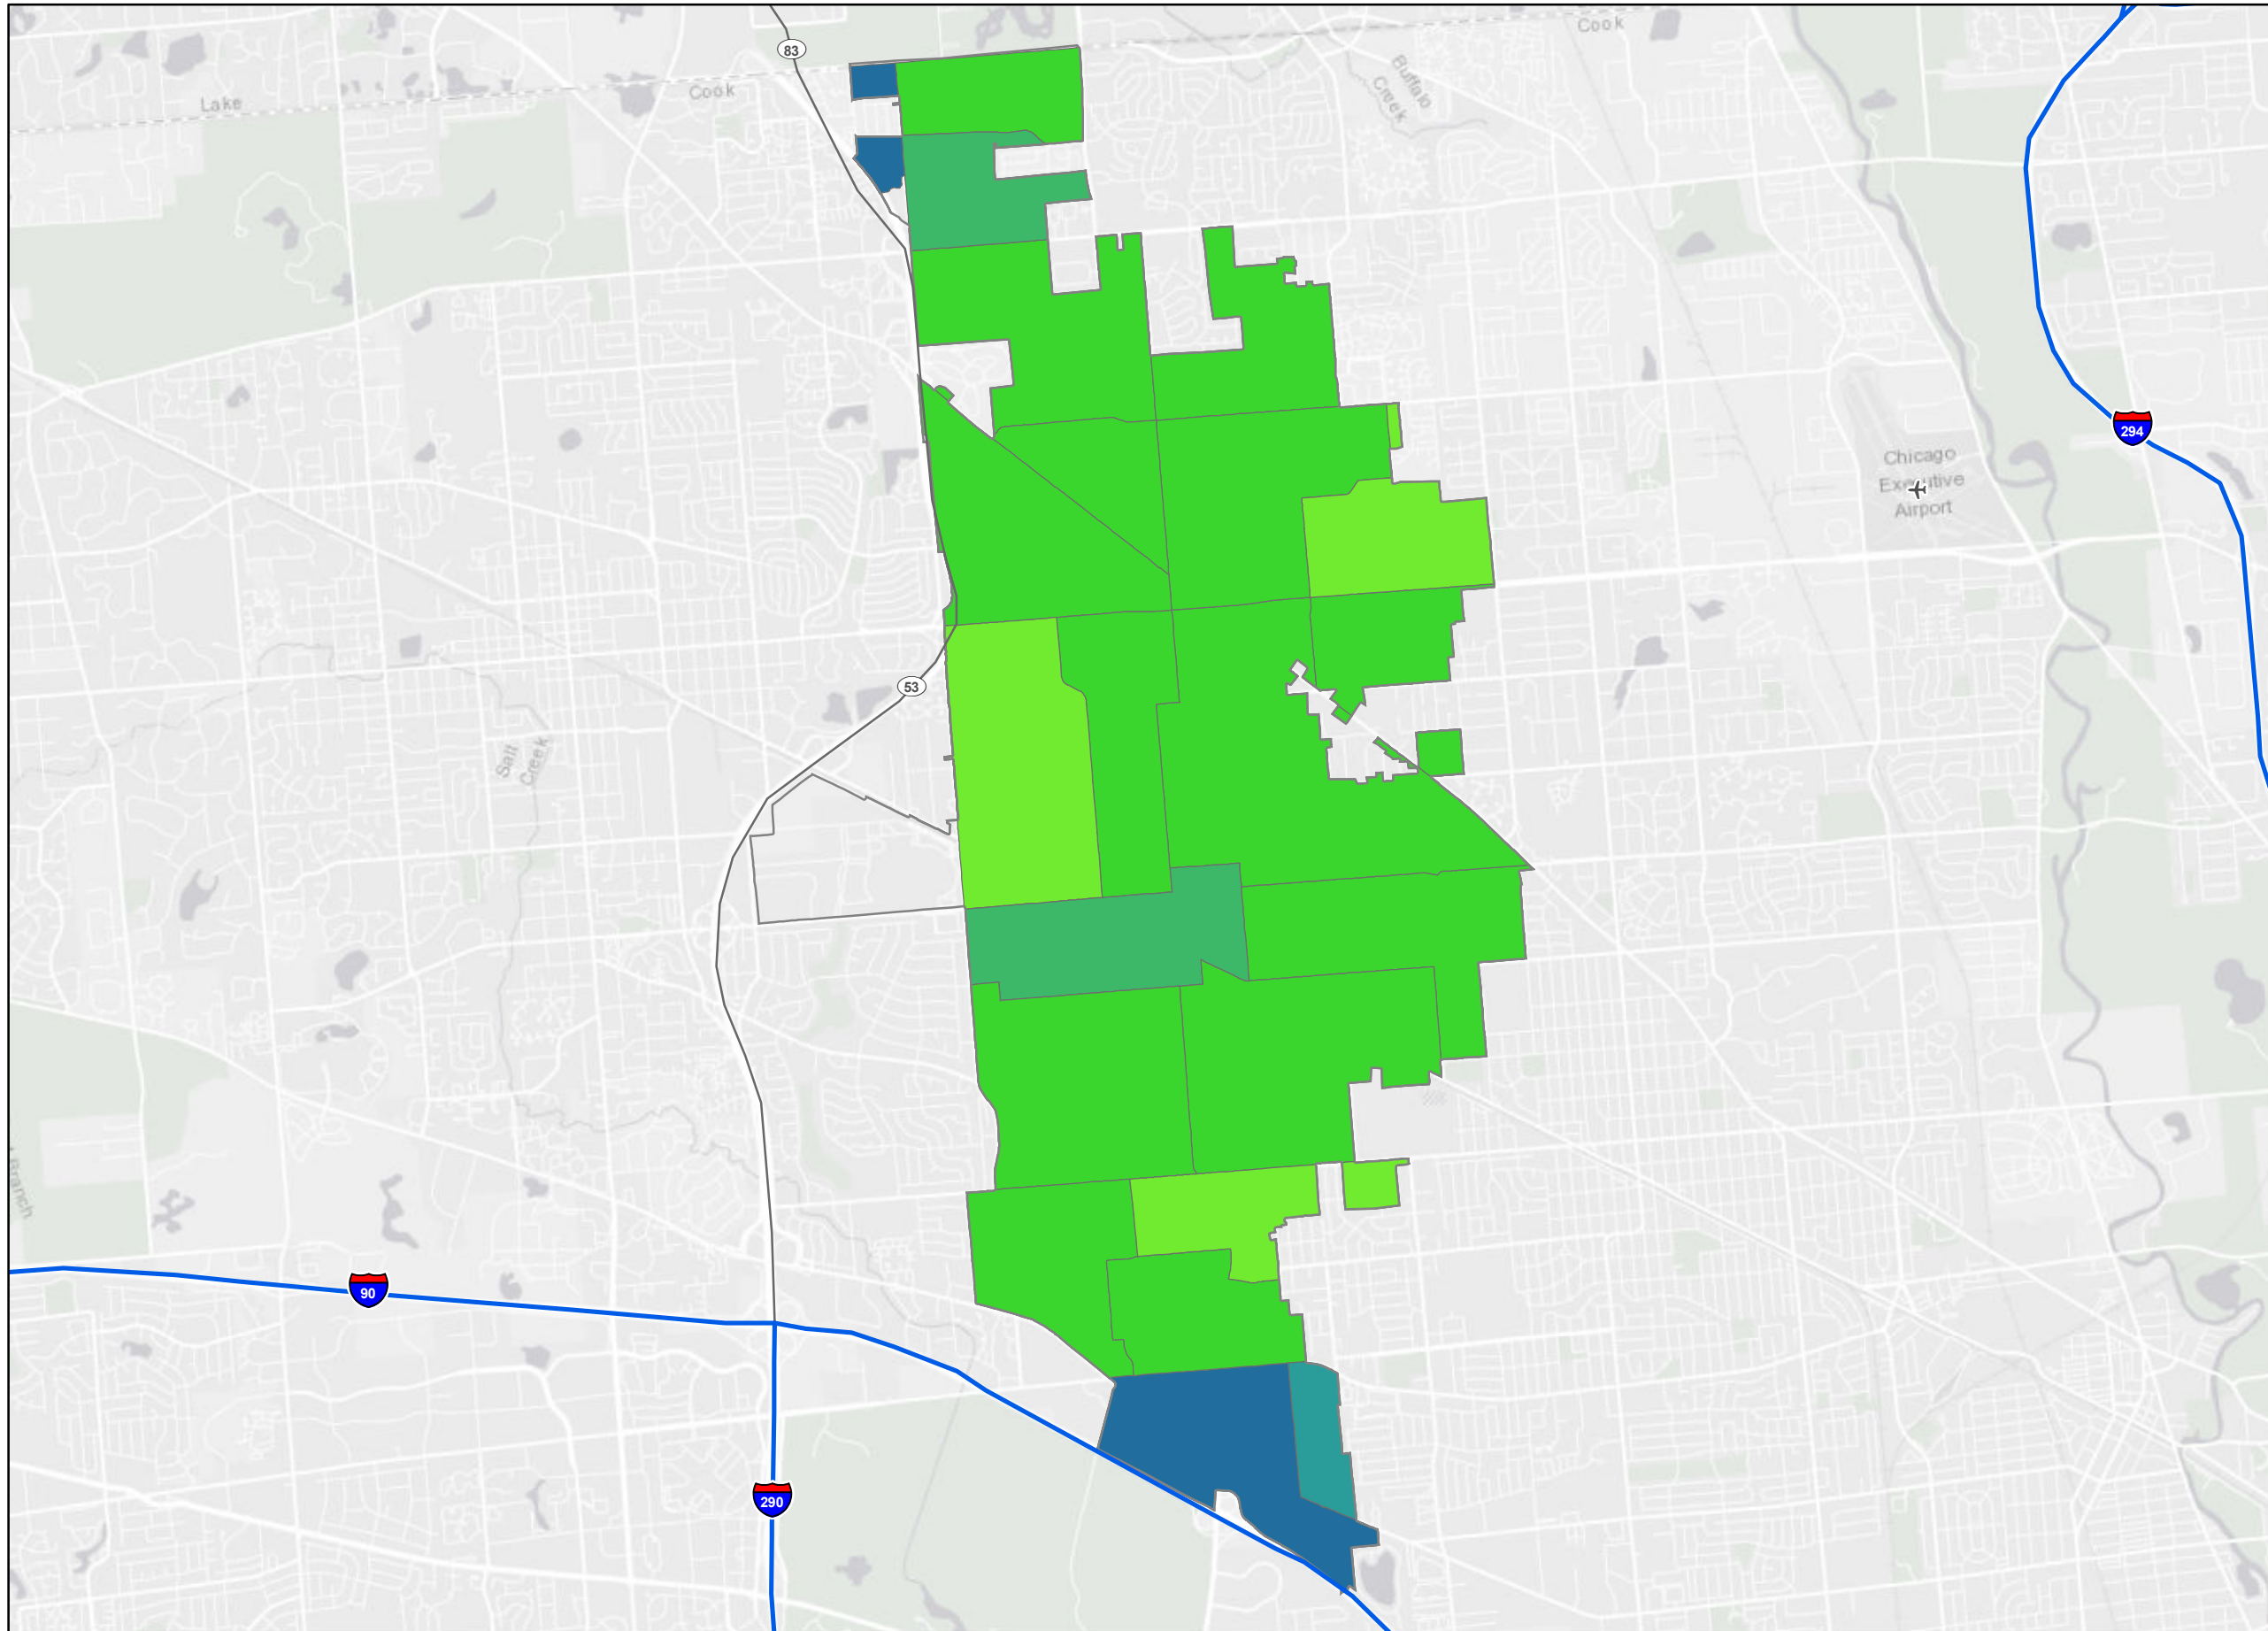 83
Cook
Lake
Cook
Buffalo
Creek
294
Chicago
Executive
Airport
53
Salt
Creek
Branch
90
290